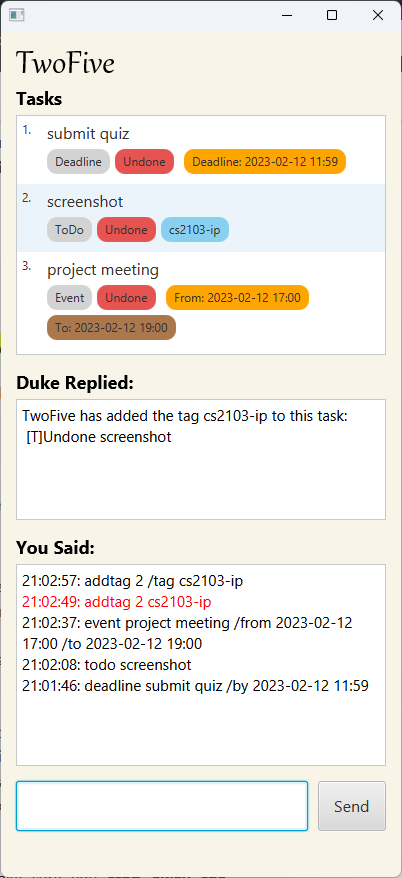 TwoFive
Tasks
1. submit quiz
Deadline Undone Deadline: 2023-02-12 11:59
2. screenshot
ToDo Undone cs2103-ip
3. project meeting
Event Undone From: 2023-02-12 17:00
To: 2023-02-12 19:00
Duke Replied:
TwoFive has added the tag cs2103-ip to this task:
[T]Undone screenshot
You Said:
21:02:57: addtag 2 /tag cs2103-ip
21:02:49: addtag 2 cs2103-ip
21:02:37: event project meeting /from 2023-02-12
17:00 /to 2023-02-12 19:00
21:02:08: todo screenshot
21:01:46: deadline submit quiz /by 2023-02-12 11:59
Send